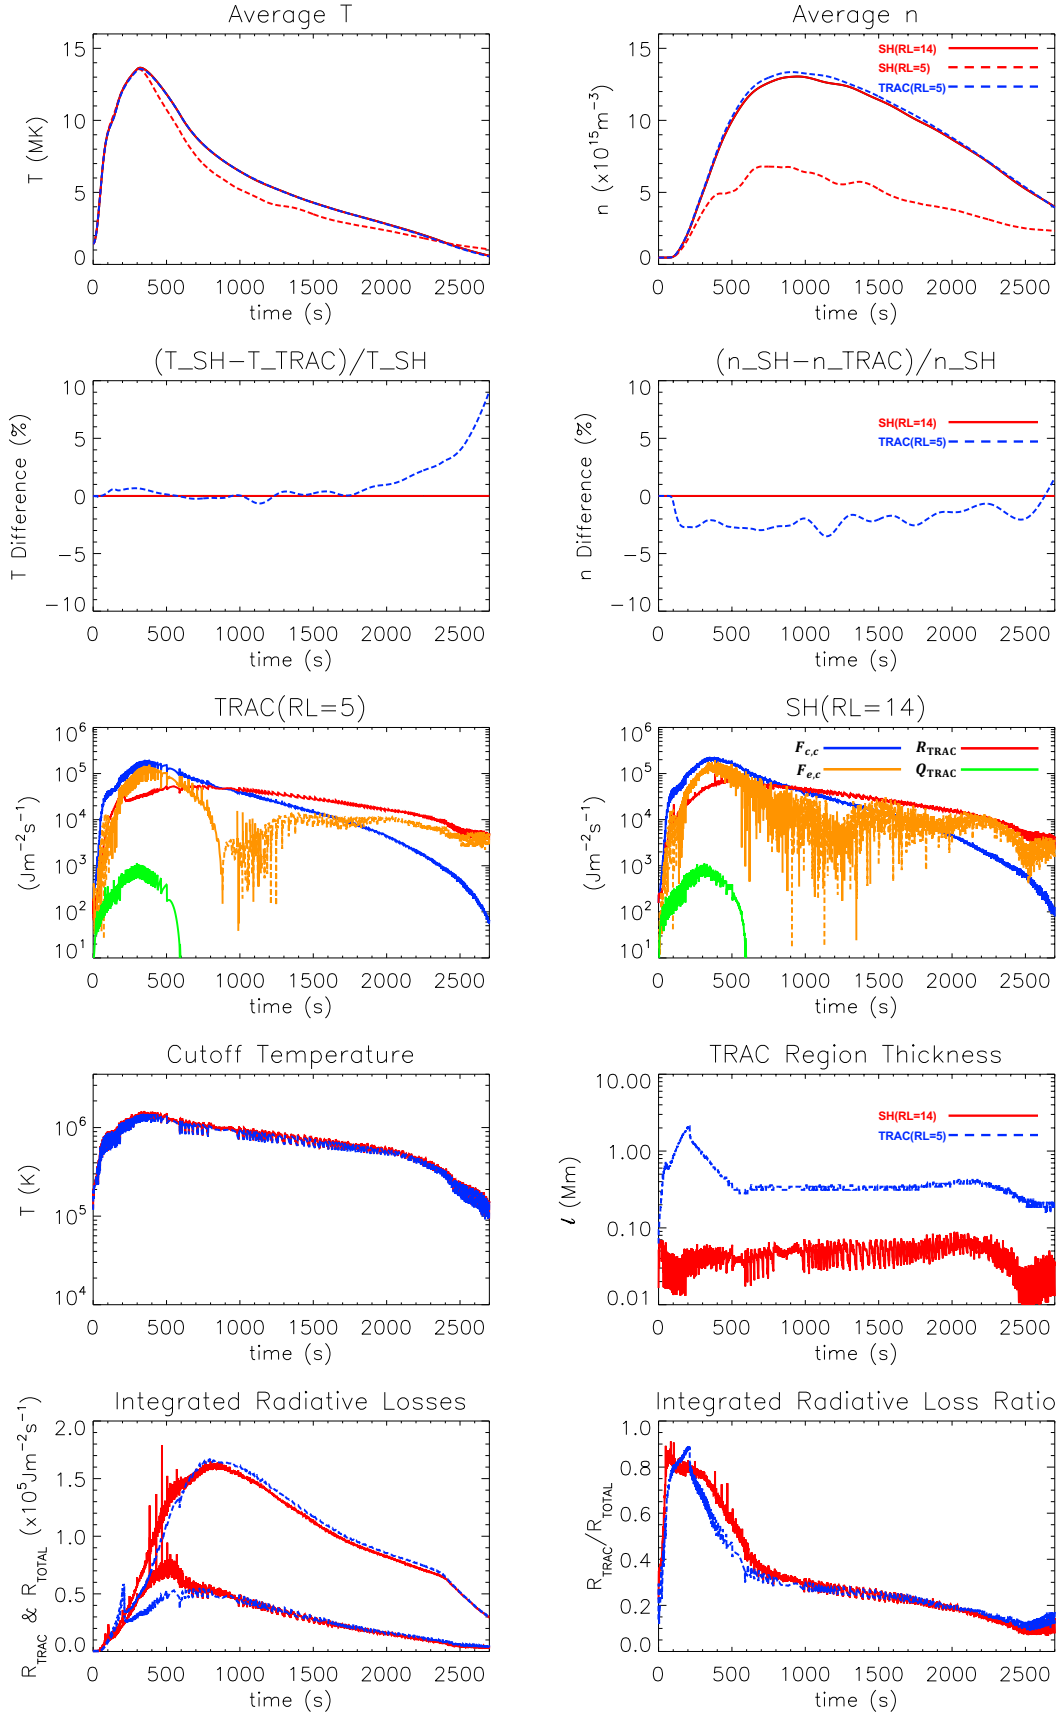 Average T
15
10
5
0
T (MK)
0 500 1000 1500 2000 2500
time (s)
Average n
15
10
5
0
n (x10^15 m^-3)
SH(RL=14)
SH(RL=5)
TRAC(RL=5)
0 500 1000 1500 2000 2500
time (s)
(T_SH-T_TRAC)/T_SH
10
5
0
-5
-10
T Difference (%)
0 500 1000 1500 2000 2500
time (s)
(n_SH-n_TRAC)/n_SH
10
5
0
-5
-10
n Difference (%)
SH(RL=14)
TRAC(RL=5)
0 500 1000 1500 2000 2500
time (s)
TRAC(RL=5)
10^6
10^5
10^4
10^3
10^2
10^1
(Jm^-2 s^-1)
0 500 1000 1500 2000 2500
time (s)
SH(RL=14)
10^6
10^5
10^4
10^3
10^2
10^1
(Jm^-2 s^-1)
F_c,c R_TRAC
F_e,c Q_TRAC
0 500 1000 1500 2000 2500
time (s)
Cutoff Temperature
10^6
10^5
10^4
T (K)
0 500 1000 1500 2000 2500
time (s)
TRAC Region Thickness
10.00
1.00
0.10
0.01
ℓ (Mm)
SH(RL=14)
TRAC(RL=5)
0 500 1000 1500 2000 2500
time (s)
Integrated Radiative Losses
2.0
1.5
1.0
0.5
0.0
R_TRAC & R_TOTAL (x10^5 Jm^-2 s^-1)
0 500 1000 1500 2000 2500
time (s)
Integrated Radiative Loss Ratio
1.0
0.8
0.6
0.4
0.2
0.0
R_TRAC/R_TOTAL
0 500 1000 1500 2000 2500
time (s)